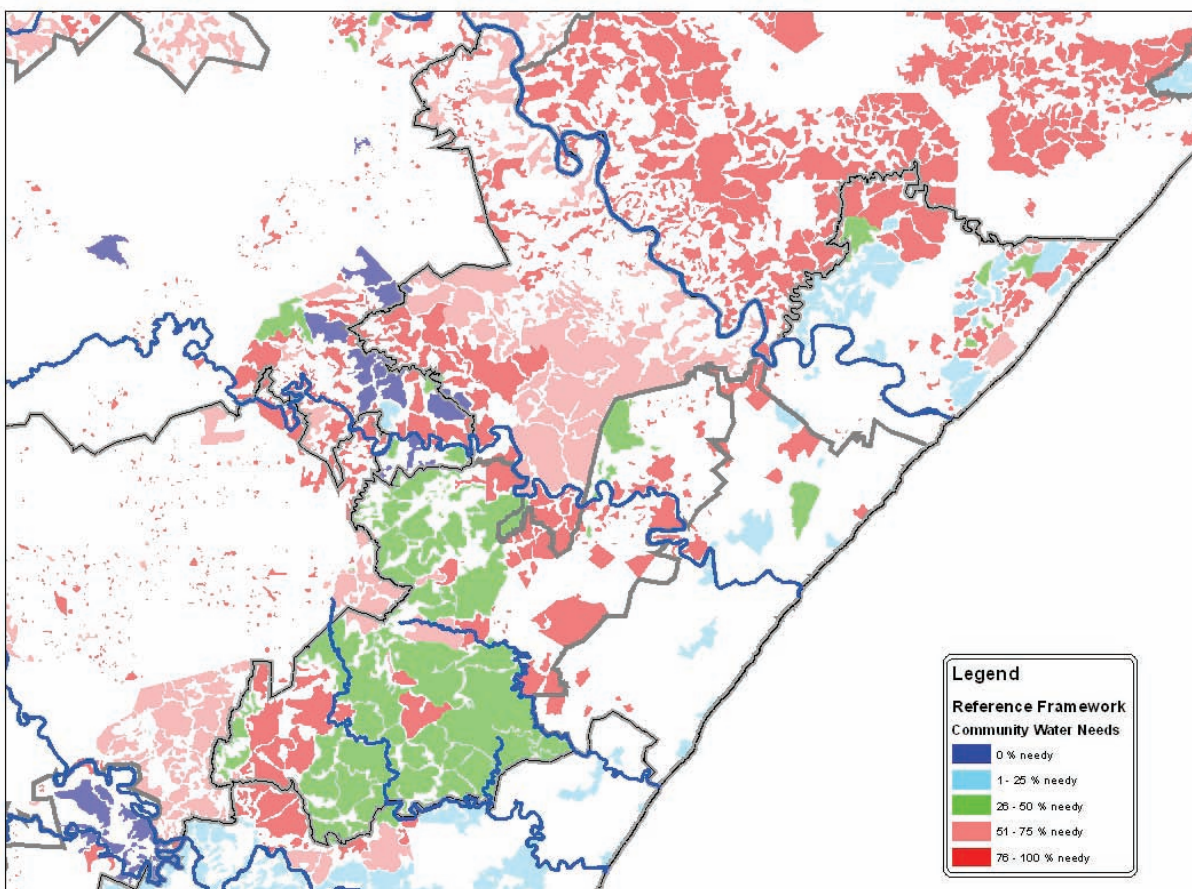 Legend
Reference Framework
Community Water Needs
0 % needy
1 - 25 % needy
26 - 50 % needy
51 - 75 % needy
76 - 100 % needy